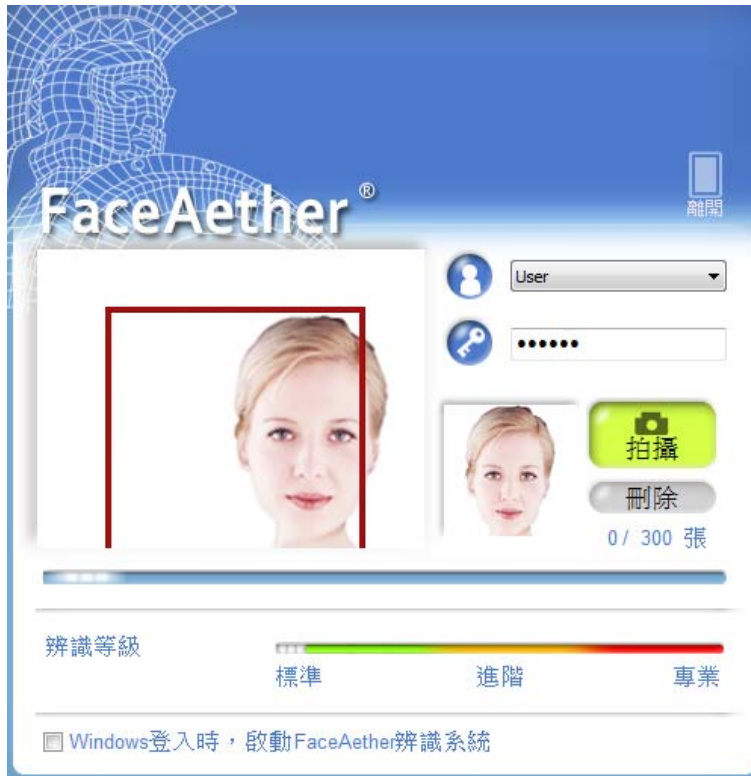 FaceAether®
離開
User
••••••
拍攝
刪除
0 / 300 張
辨識等級
標準 進階 專業
Windows登入時，啟動FaceAether辨識系統